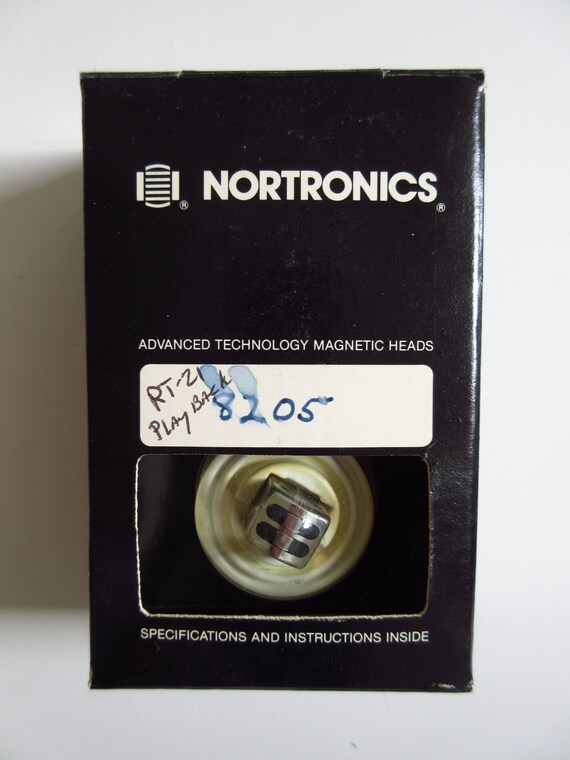 NORTRONICS
®
®
ADVANCED TECHNOLOGY MAGNETIC HEADS
RT-21
PLAY BACK
8205
SPECIFICATIONS AND INSTRUCTIONS INSIDE